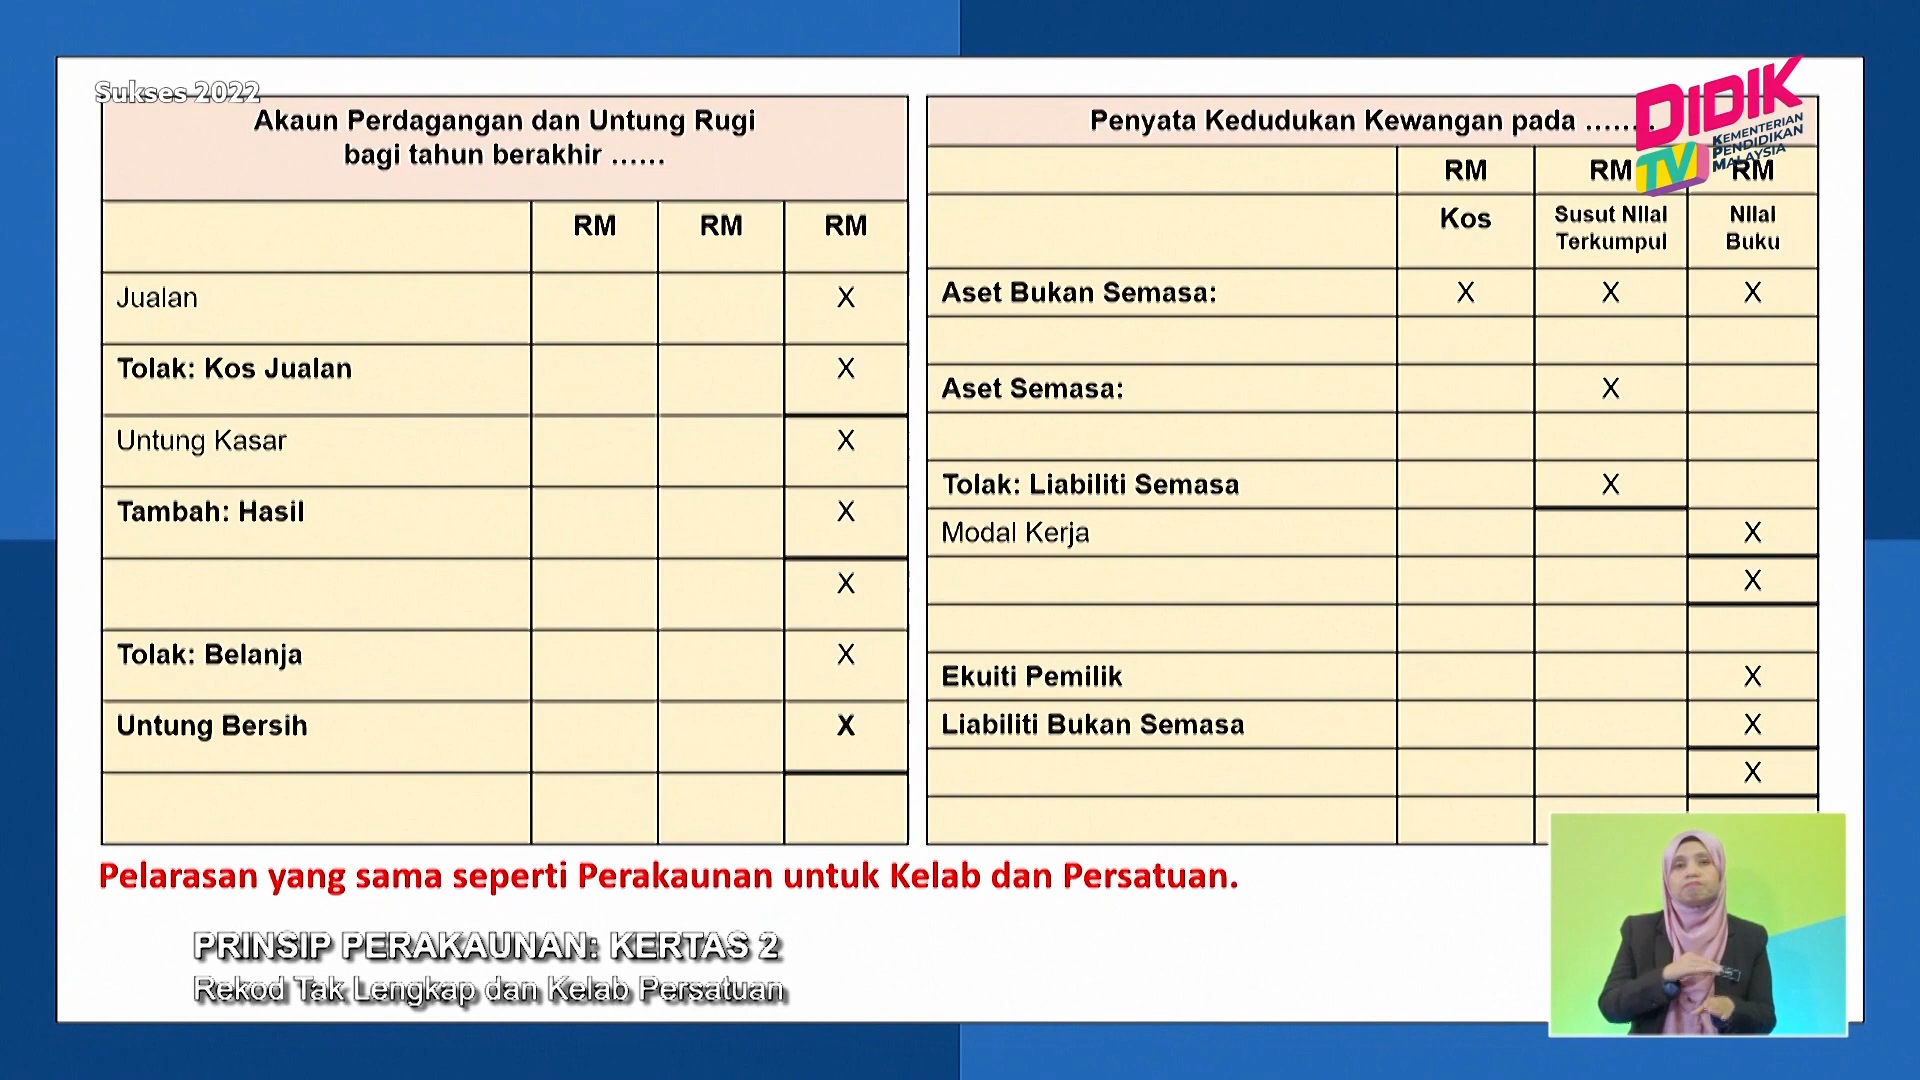 Sukses 2022
DIDIK
TV
KEMENTERIAN
PENDIDIKAN
MALAYSIA
Akaun Perdagangan dan Untung Rugi
bagi tahun berakhir ......
RM RM RM
Jualan X
Tolak: Kos Jualan X
Untung Kasar X
Tambah: Hasil X
X
Tolak: Belanja X
Untung Bersih X
Penyata Kedudukan Kewangan pada .......
RM RM RM
Kos Susut NIlaI NIlaI
Terkumpul Buku
Aset Bukan Semasa: X X X
Aset Semasa: X
Tolak: Liabiliti Semasa X
Modal Kerja X
X
Ekuiti Pemilik X
Liabiliti Bukan Semasa X
X
Pelarasan yang sama seperti Perakaunan untuk Kelab dan Persatuan.
PRINSIP PERAKAUNAN: KERTAS 2
Rekod Tak Lengkap dan Kelab Persatuan